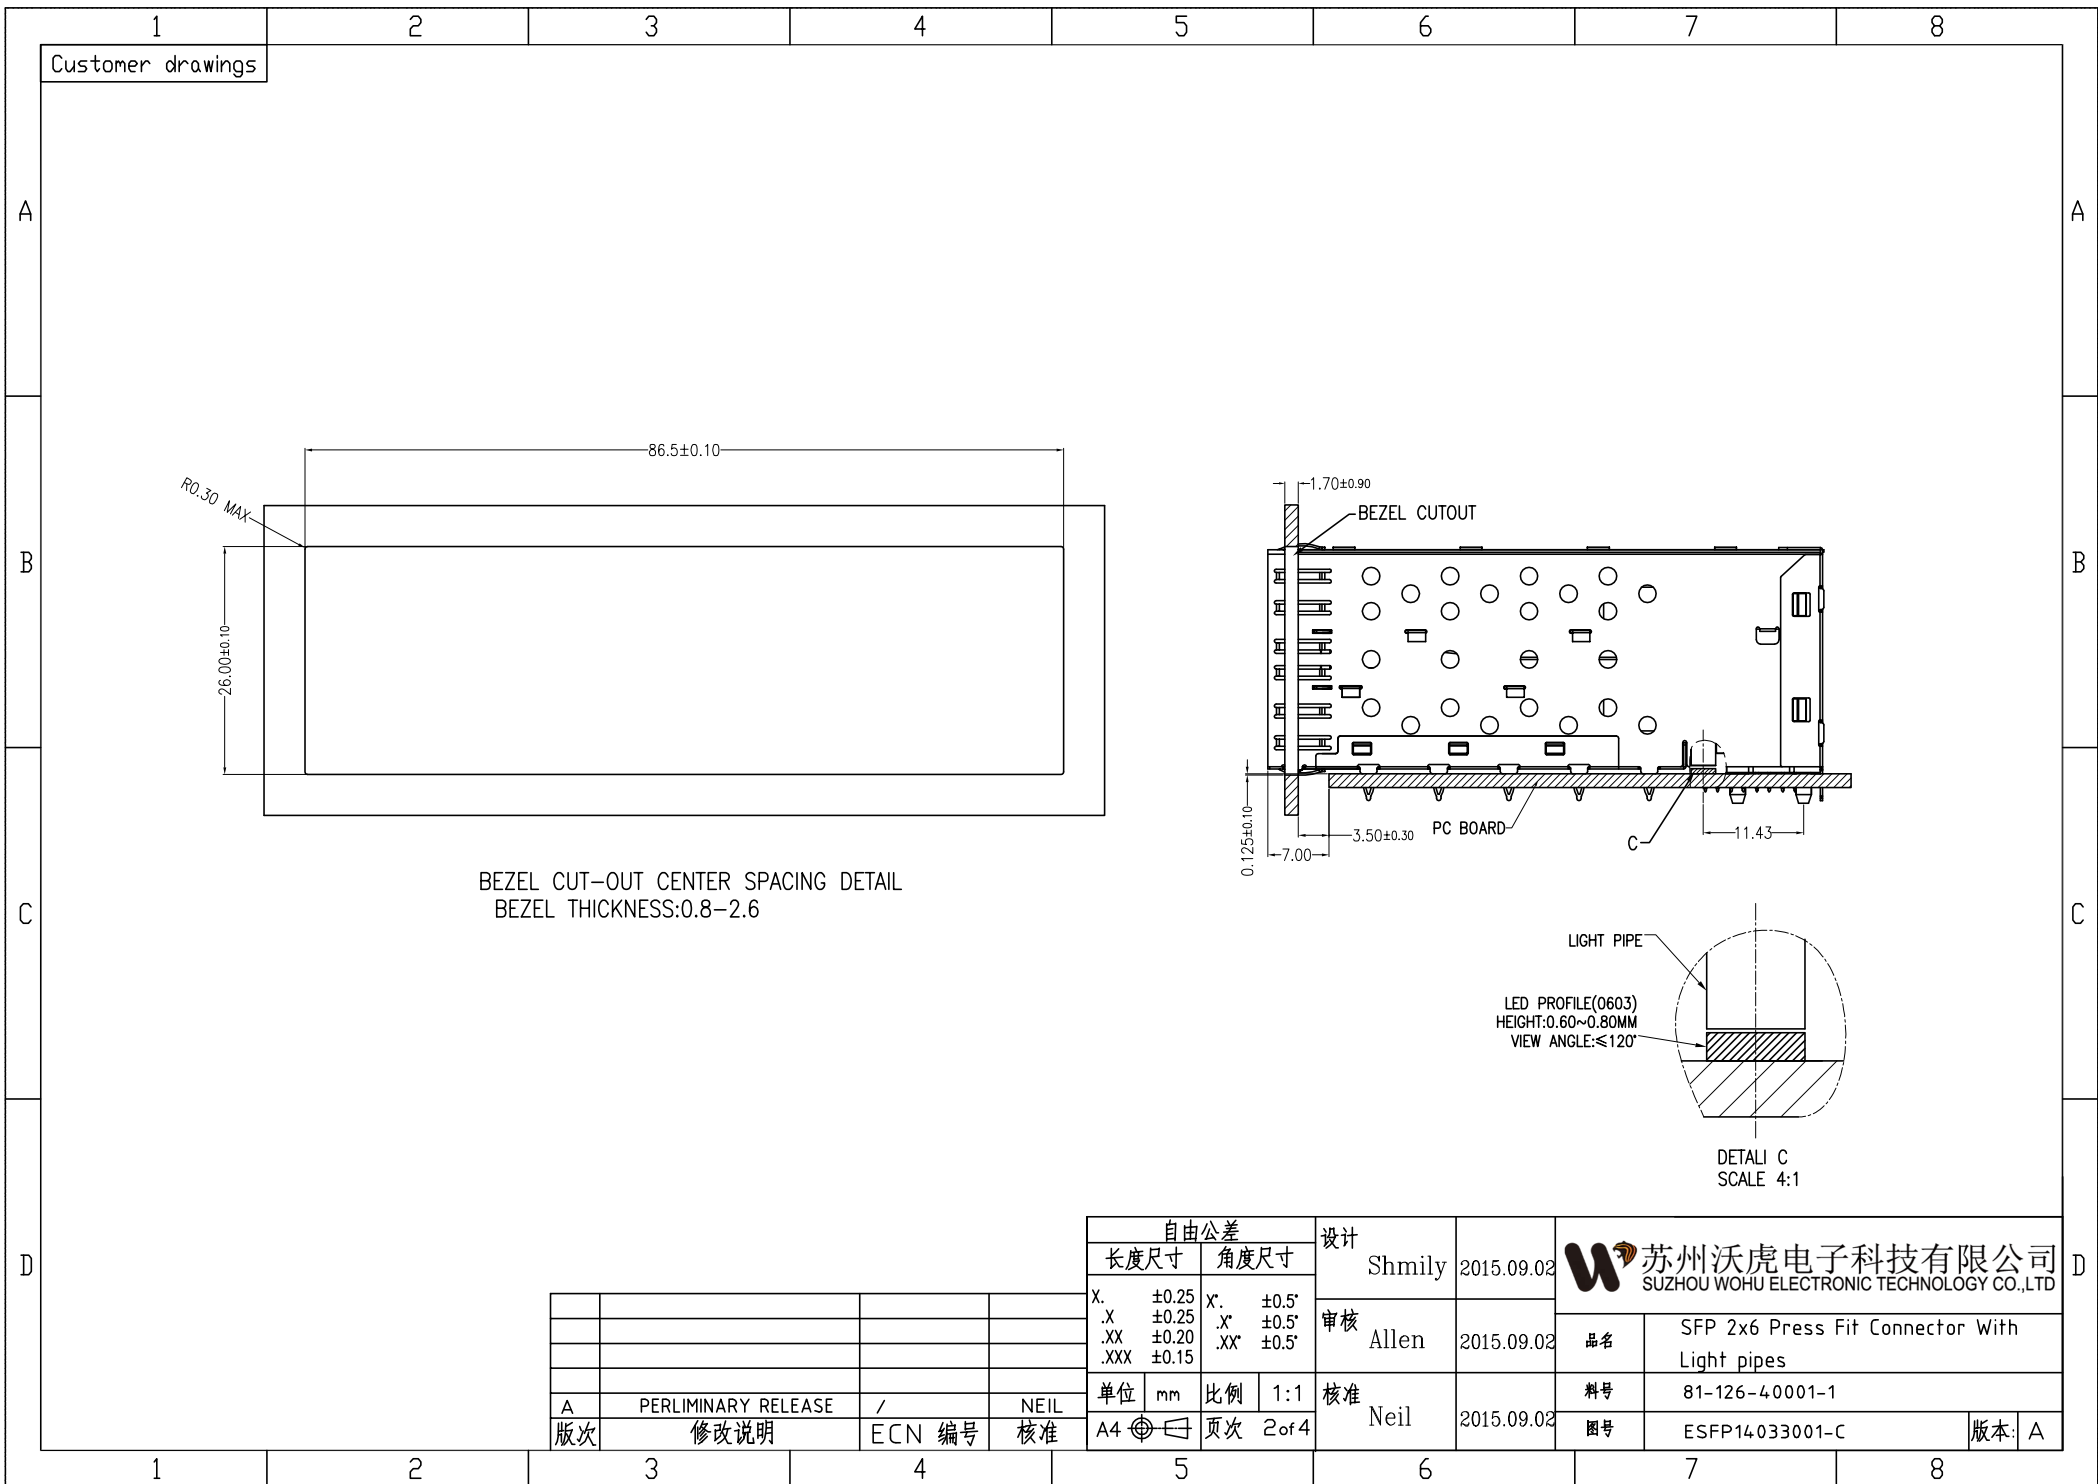 1 2 3 4 5 6 7 8
Customer drawings
A
A
86.5±0.10
R0.30 MAX
26.00±0.10
1.70±0.90
BEZEL CUTOUT
B
B
0.125±0.10
3.50±0.30
7.00
PC BOARD
C
11.43
BEZEL CUT-OUT CENTER SPACING DETAIL
BEZEL THICKNESS:0.8-2.6
C
C
LIGHT PIPE
LED PROFILE(0603)
HEIGHT:0.60~0.80MM
VIEW ANGLE:≤120°
DETALI C
SCALE 4:1
D
D
自由公差
长度尺寸 角度尺寸
X. ±0.25 X°. ±0.5°
.X ±0.25 .X° ±0.5°
.XX ±0.20 .XX° ±0.5°
.XXX ±0.15
单位 mm 比例 1:1
A4 页次 2of4
设计 Shmily 2015.09.02
审核 Allen 2015.09.02
核准 Neil 2015.09.02
苏州沃虎电子科技有限公司
SUZHOU WOHU ELECTRONIC TECHNOLOGY CO.,LTD
品名 SFP 2x6 Press Fit Connector With
Light pipes
料号 81-126-40001-1
图号 ESFP14033001-C 版本: A
A PERLIMINARY RELEASE / NEIL
版次 修改说明 ECN 编号 核准
1 2 3 4 5 6 7 8